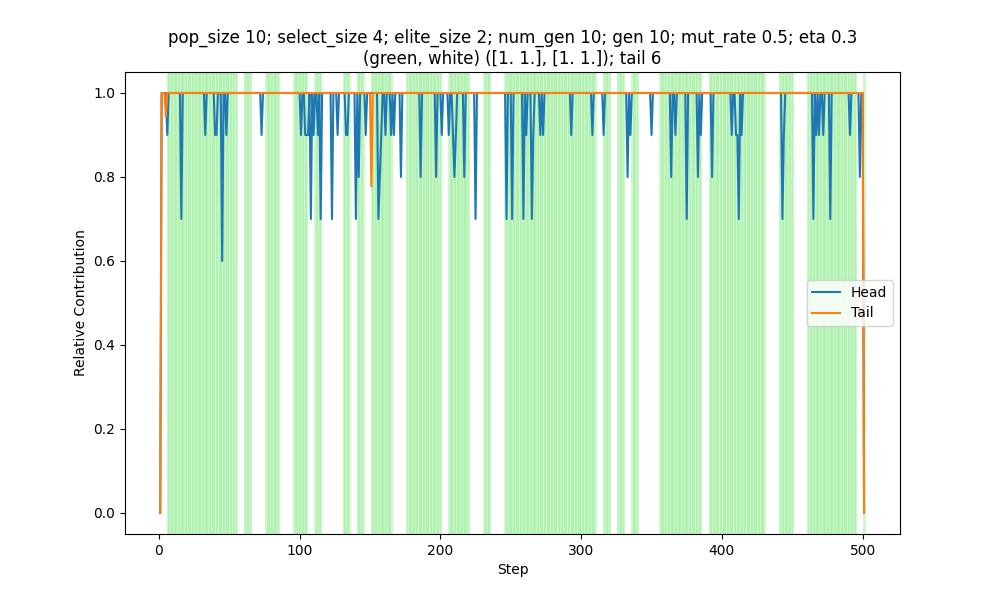 pop_size 10; select_size 4; elite_size 2; num_gen 10; gen 10; mut_rate 0.5; eta 0.3
(green, white) ([1. 1.], [1. 1.]); tail 6
1.0
0.8
0.6
0.4
0.2
0.0
Relative Contribution
Head
Tail
0
100
200
300
400
500
Step